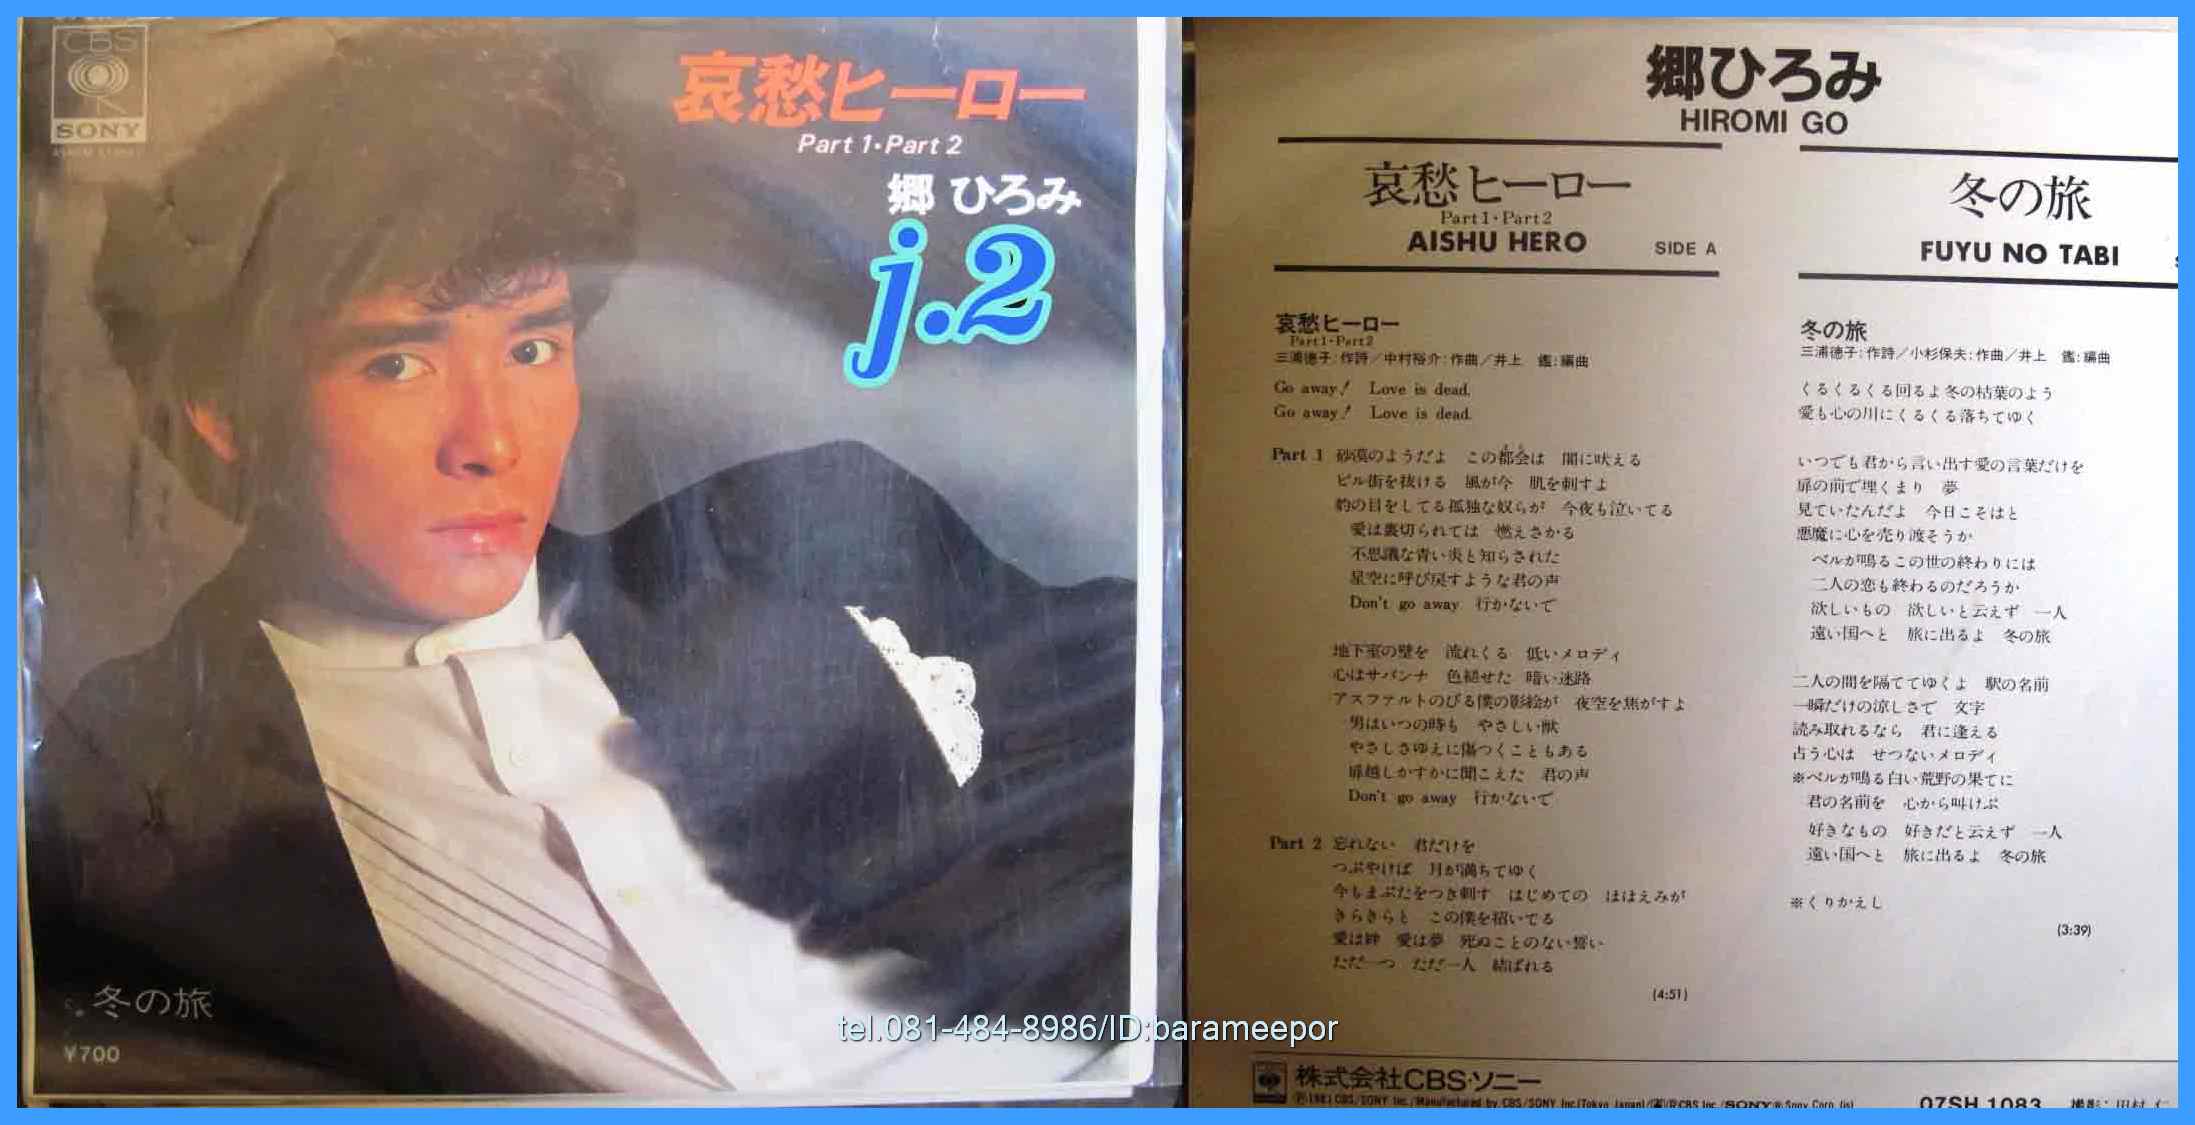 CBS
SONY
哀愁ヒーロー
Part 1・Part 2
郷 ひろみ
j.2
冬の旅
¥700
tel.081-484-8986/ID:barameepor
郷ひろみ
HIROMI GO
哀愁ヒーロー
Part 1・Part 2
AISHU HERO
SIDE A
哀愁ヒーロー
Part 1・Part 2
三浦徳子:作詩／中村裕介:作曲／井上 鑑:編曲
Go away! Love is dead.
Go away! Love is dead.
Part 1 砂漠のようだよ この都会は 闇に吠える
ビル街を抜ける 風が今 肌を刺すよ
豹の目をしてる孤独な奴らが 今夜も泣いてる
愛は裏切られては 燃えさかる
不思議な青い炎と知らされた
星空に呼び戻すような君の声
Don't go away 行かないで
地下室の壁を 流れくる 低いメロディ
心はサバンナ 色褪せた 暗い迷路
アスファルトのびる僕の影絵が 夜空を焦がすよ
男はいつの時も やさしい獣
やさしさゆえに傷つくこともある
扉越しかすかに聞こえた 君の声
Don't go away 行かないで
Part 2 忘れない 君だけを
つぶやけば 月が満ちてゆく
今もまぶたをつき刺す はじめての ほほえみが
きらきらと この僕を招いてる
愛は絆 愛は夢 死ぬことのない誓い
ただ一つ ただ一人 結ばれる
(4:51)
冬の旅
FUYU NO TABI
冬の旅
三浦徳子:作詩／小杉保夫:作曲／井上 鑑:編曲
くるくるくる回るよ冬の枯葉のよう
愛も心の川にくるくる落ちてゆく
いつでも君から言い出す愛の言葉だけを
扉の前で埋くまり 夢
見ていたんだよ 今日こそはと
悪魔に心を売り渡そうか
ベルが鳴るこの世の終わりには
二人の恋も終わるのだろうか
欲しいもの 欲しいと云えず 一人
遠い国へと 旅に出るよ 冬の旅
二人の間を隔ててゆくよ 駅の名前
一瞬だけの涼しさで 文字
読み取れるなら 君に逢える
占う心は せつないメロディ
※ベルが鳴る白い荒野の果てに
君の名前を 心から叫けぶ
好きなもの 好きだと云えず 一人
遠い国へと 旅に出るよ 冬の旅
※くりかえし
(3:39)
株式会社CBS・ソニー
Ⓟ1981 CBS/SONY Inc./Manufactured by CBS/SONY Inc.(Tokyo Japan)
07SH 1083